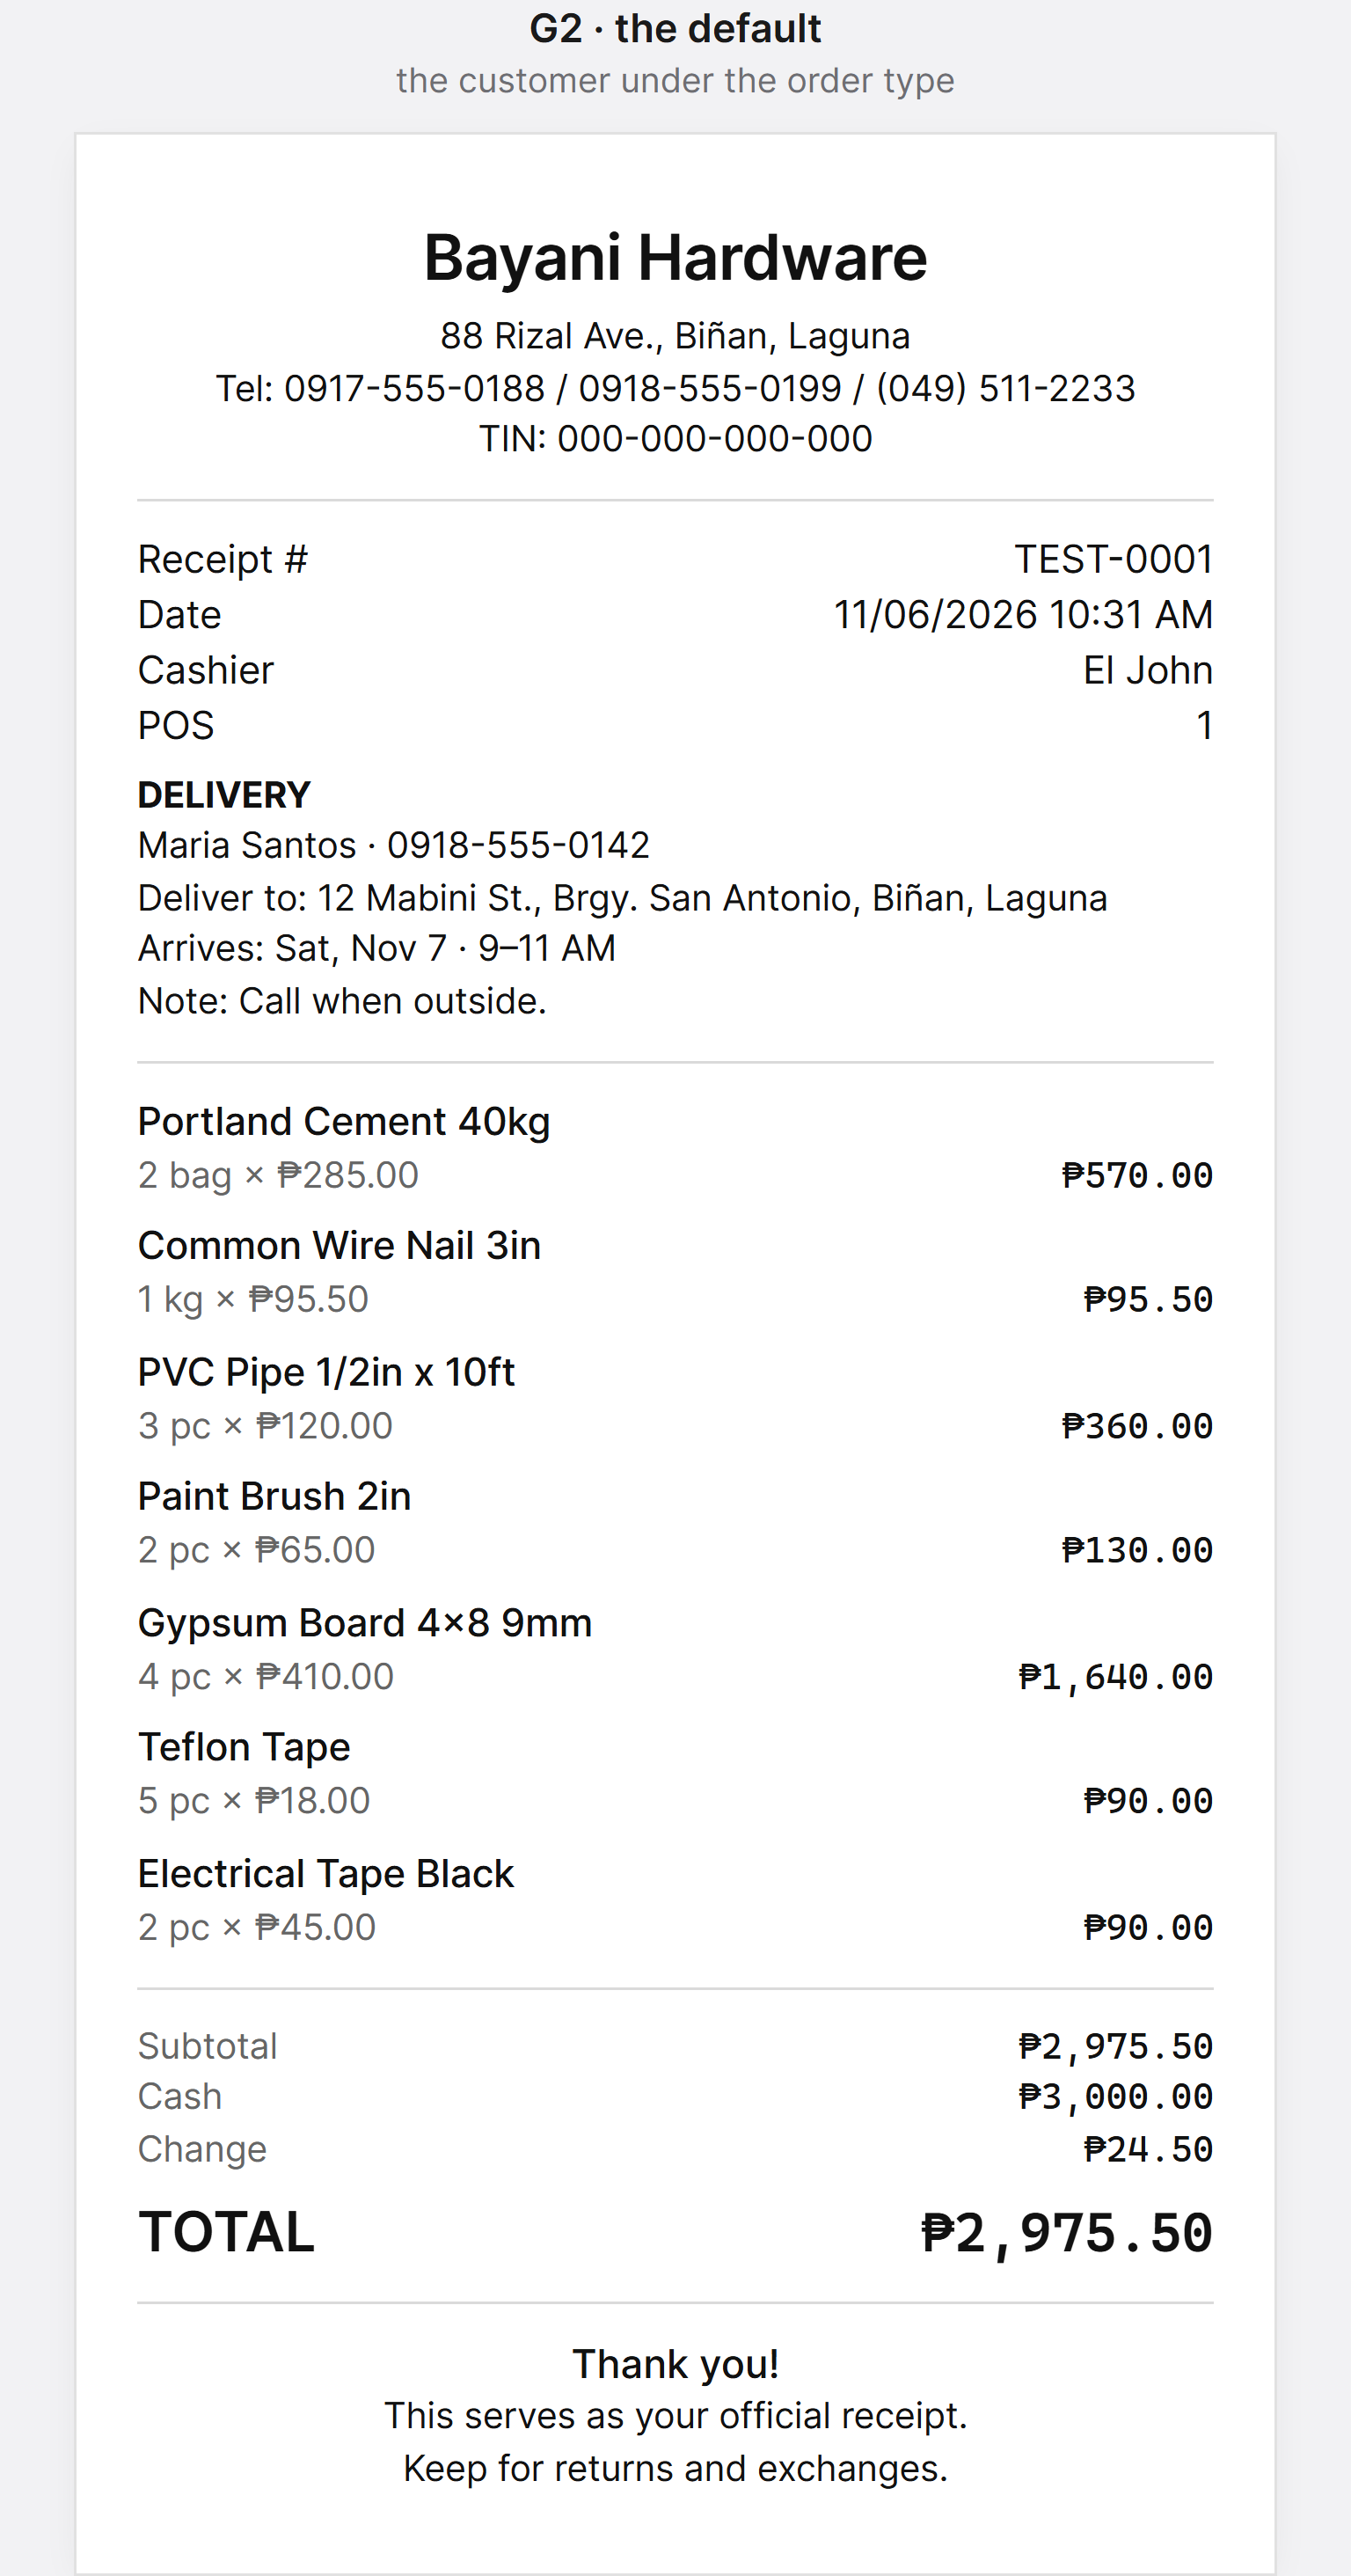 G2 · the default
the customer under the order type
Bayani Hardware
88 Rizal Ave., Biñan, Laguna
Tel: 0917-555-0188 / 0918-555-0199 / (049) 511-2233
TIN: 000-000-000-000
Receipt # TEST-0001
Date 11/06/2026 10:31 AM
Cashier El John
POS 1
DELIVERY
Maria Santos · 0918-555-0142
Deliver to: 12 Mabini St., Brgy. San Antonio, Biñan, Laguna
Arrives: Sat, Nov 7 · 9–11 AM
Note: Call when outside.
Portland Cement 40kg
2 bag × ₱285.00 ₱570.00
Common Wire Nail 3in
1 kg × ₱95.50 ₱95.50
PVC Pipe 1/2in x 10ft
3 pc × ₱120.00 ₱360.00
Paint Brush 2in
2 pc × ₱65.00 ₱130.00
Gypsum Board 4×8 9mm
4 pc × ₱410.00 ₱1,640.00
Teflon Tape
5 pc × ₱18.00 ₱90.00
Electrical Tape Black
2 pc × ₱45.00 ₱90.00
Subtotal ₱2,975.50
Cash ₱3,000.00
Change ₱24.50
TOTAL ₱2,975.50
Thank you!
This serves as your official receipt.
Keep for returns and exchanges.